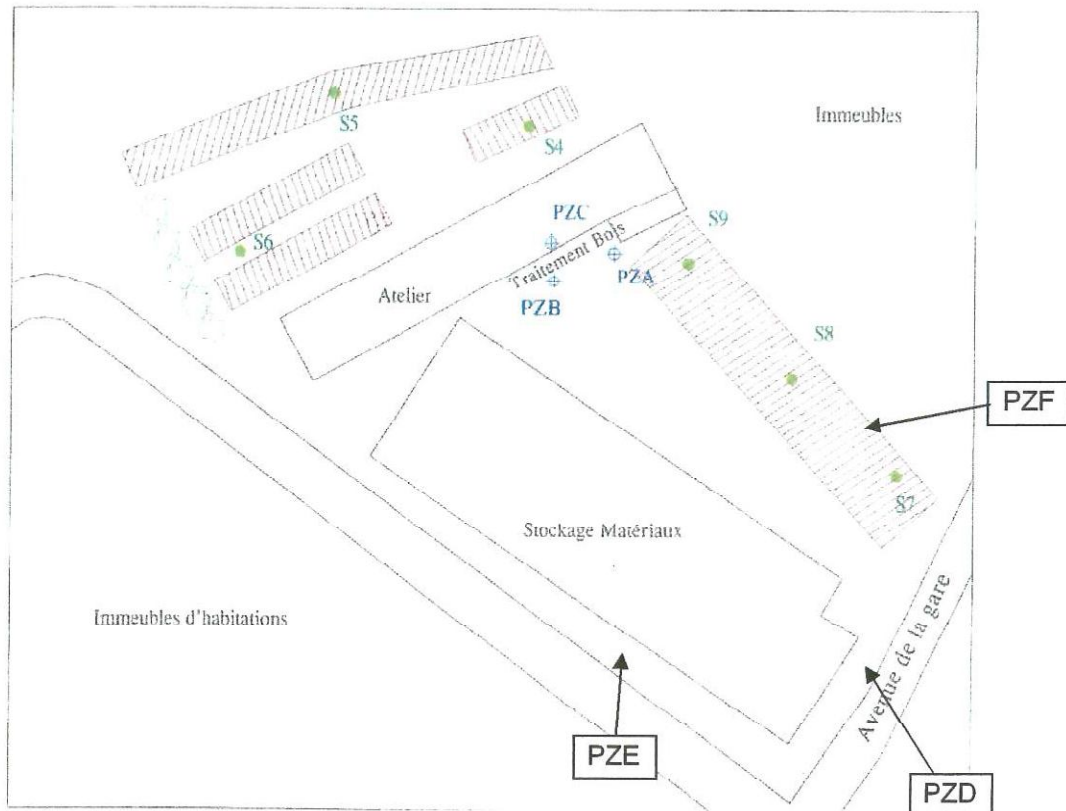 S5
Immeubles
S4
S9
PZC
Traitement Bois
S6
PZA
Atelier
PZB
S8
PZF
S7
Stockage Matériaux
Avenue de la gare
Immeubles d'habitations
PZE
PZD